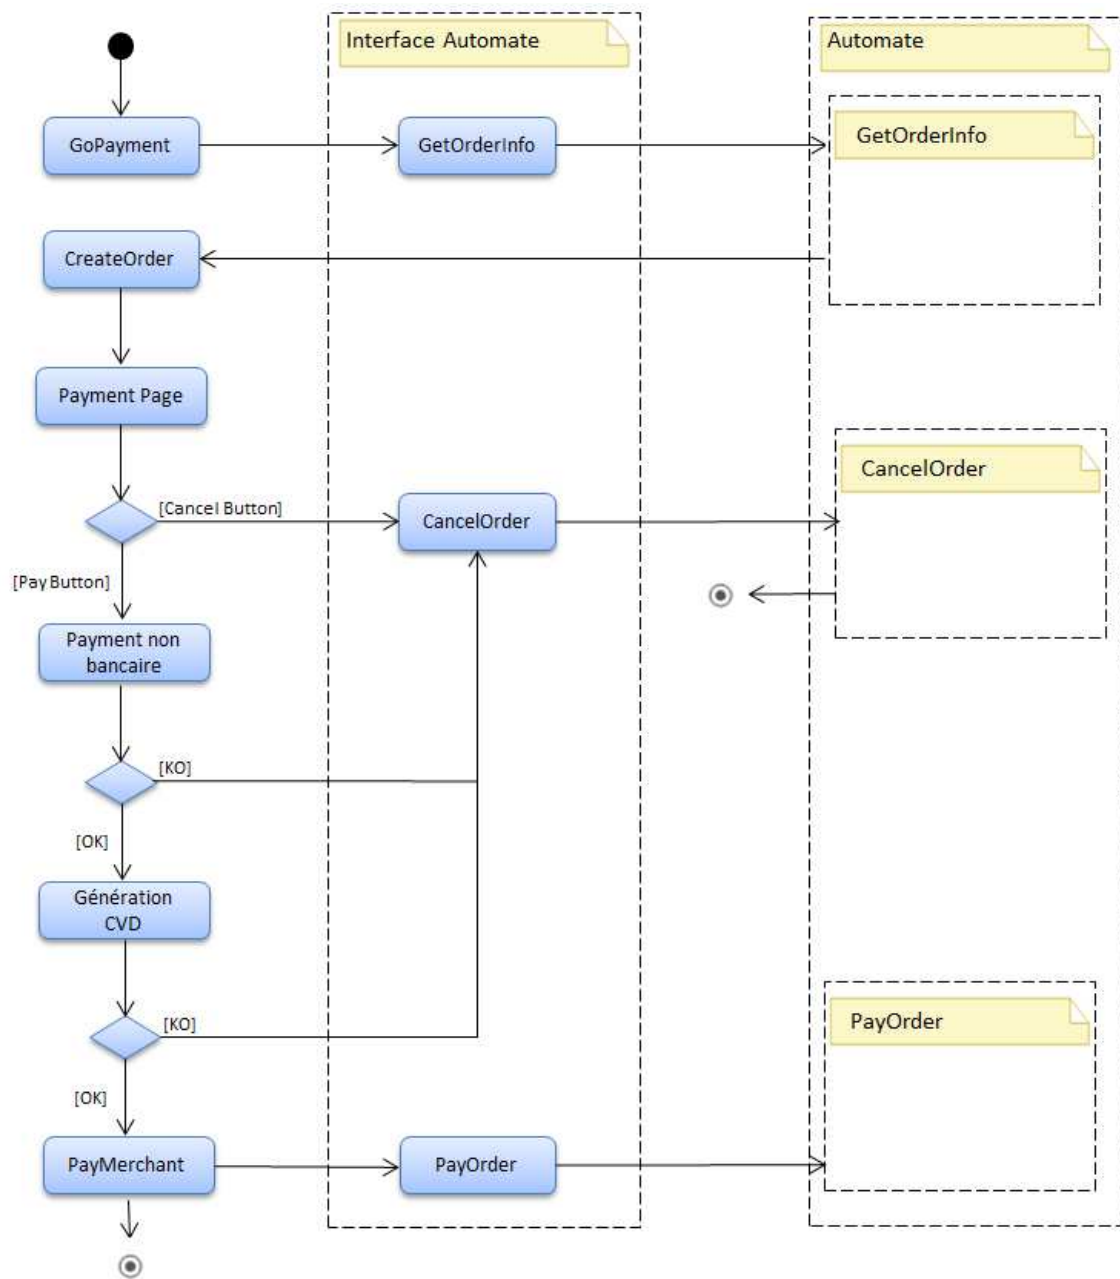 Interface Automate
Automate
GoPayment
GetOrderInfo
GetOrderInfo
CreateOrder
Payment Page
[Cancel Button]
CancelOrder
CancelOrder
[Pay Button]
Payment non
bancaire
[KO]
[OK]
Génération
CVD
[KO]
[OK]
PayOrder
PayMerchant
PayOrder